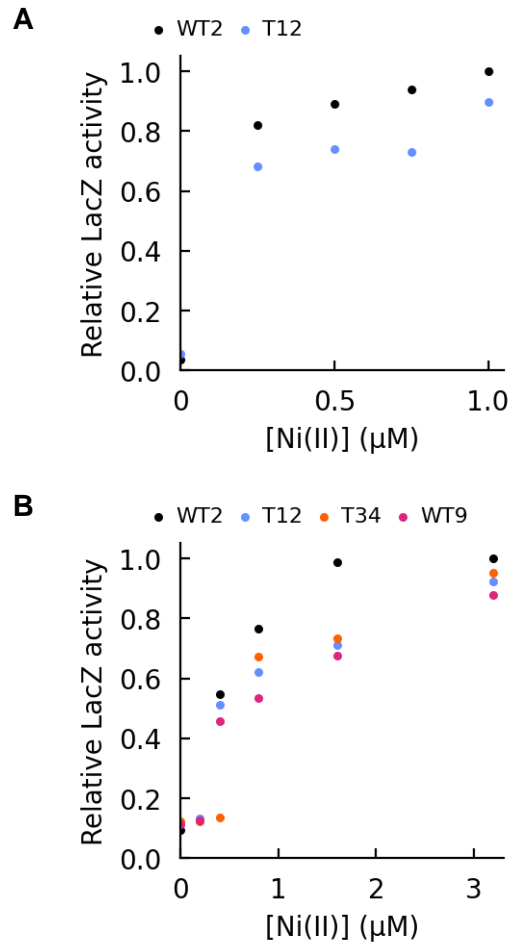 A
WT2 T12
1.0
0.8
0.6
0.4
0.2
0.0
Relative LacZ activity
0 0.5 1.0
[Ni(II)] (µM)
B
WT2 T12 T34 WT9
1.0
0.8
0.6
0.4
0.2
0.0
Relative LacZ activity
0 1 2 3
[Ni(II)] (µM)